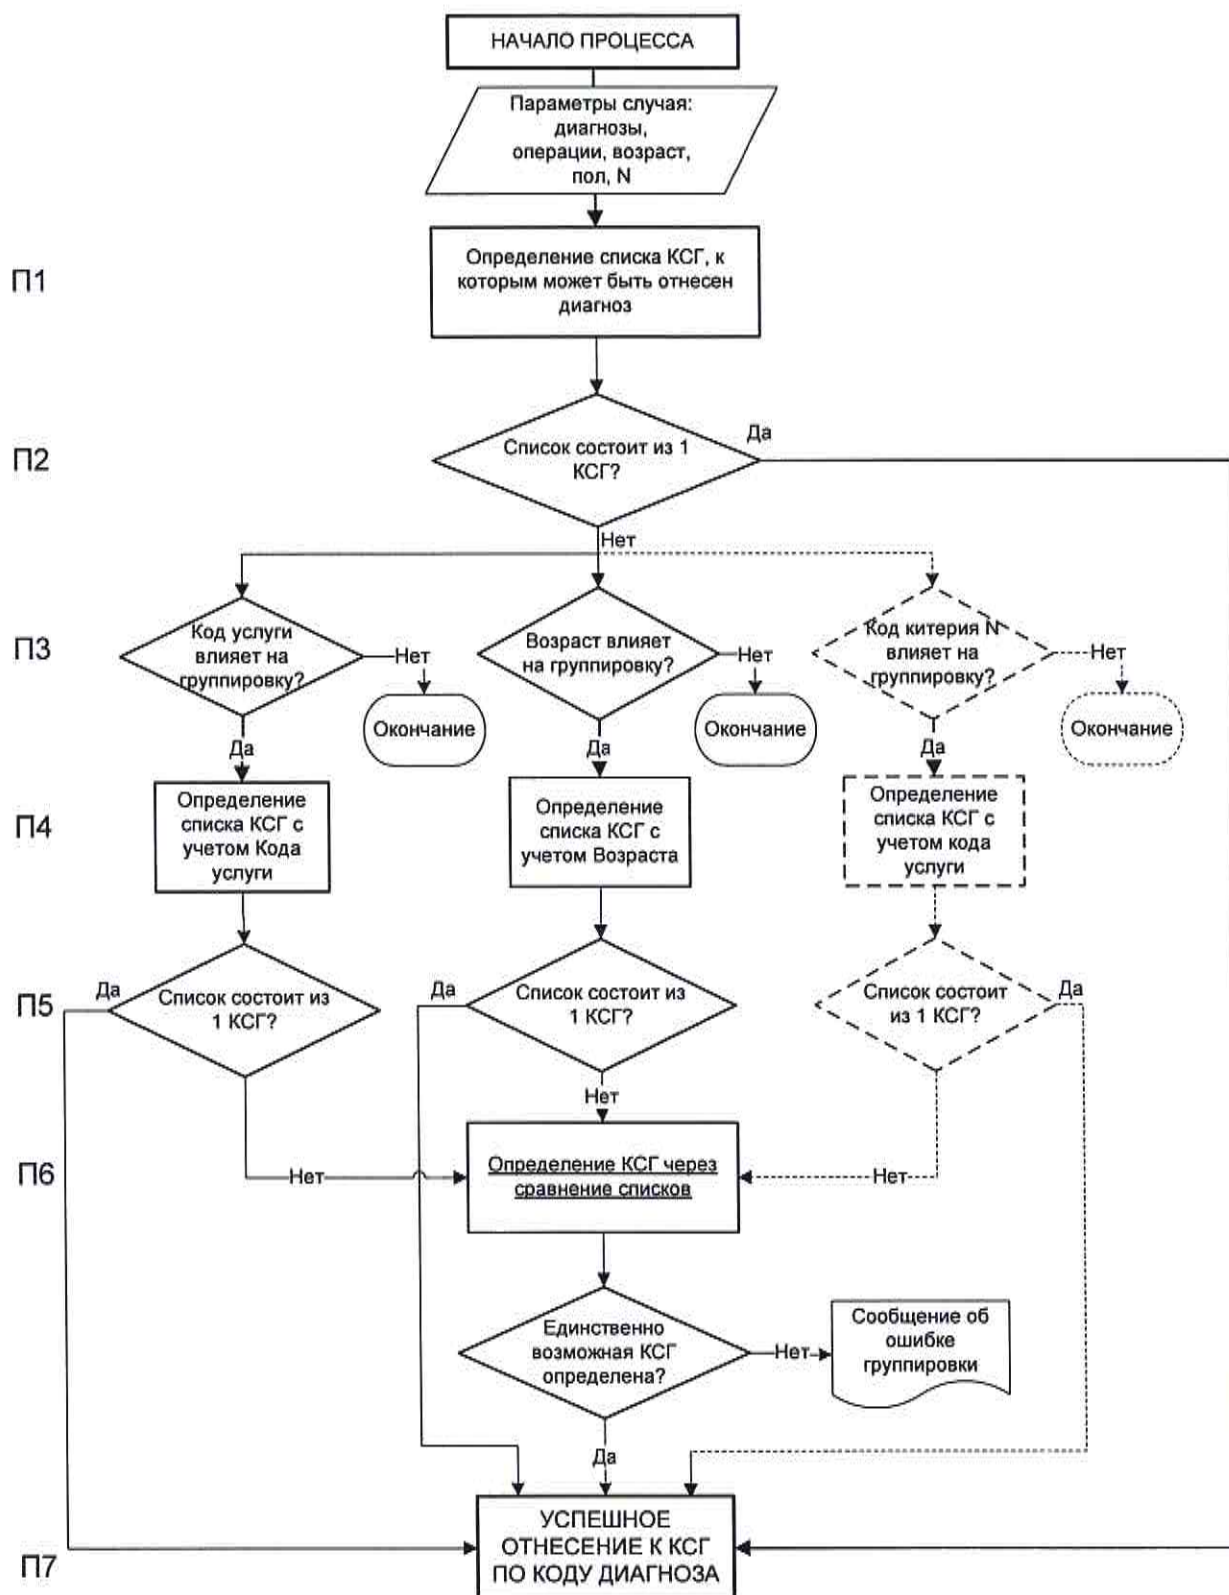 НАЧАЛО ПРОЦЕССА
Параметры случая:
диагнозы,
операции, возраст,
пол, N
П1
Определение списка КСГ, к
которым может быть отнесен
диагноз
П2
Список состоит из 1
КСГ?
Да
Нет
П3
Код услуги
влияет на
группировку?
Нет
Окончание
Да
Возраст влияет
на группировку?
Нет
Окончание
Да
Код китерия N
влияет на
группировку?
Нет
Окончание
Да
П4
Определение
списка КСГ с
учетом Кода
услуги
Определение
списка КСГ с
учетом Возраста
Определение
списка КСГ с
учетом кода
услуги
П5
Да
Список состоит из
1 КСГ?
Да
Список состоит из
1 КСГ?
Нет
Список состоит
из 1 КСГ?
Да
П6
Нет
Определение КСГ через
сравнение списков
Нет
Единственно
возможная КСГ
определена?
Нет
Сообщение об
ошибке
группировки
Да
П7
УСПЕШНОЕ
ОТНЕСЕНИЕ К КСГ
ПО КОДУ ДИАГНОЗА